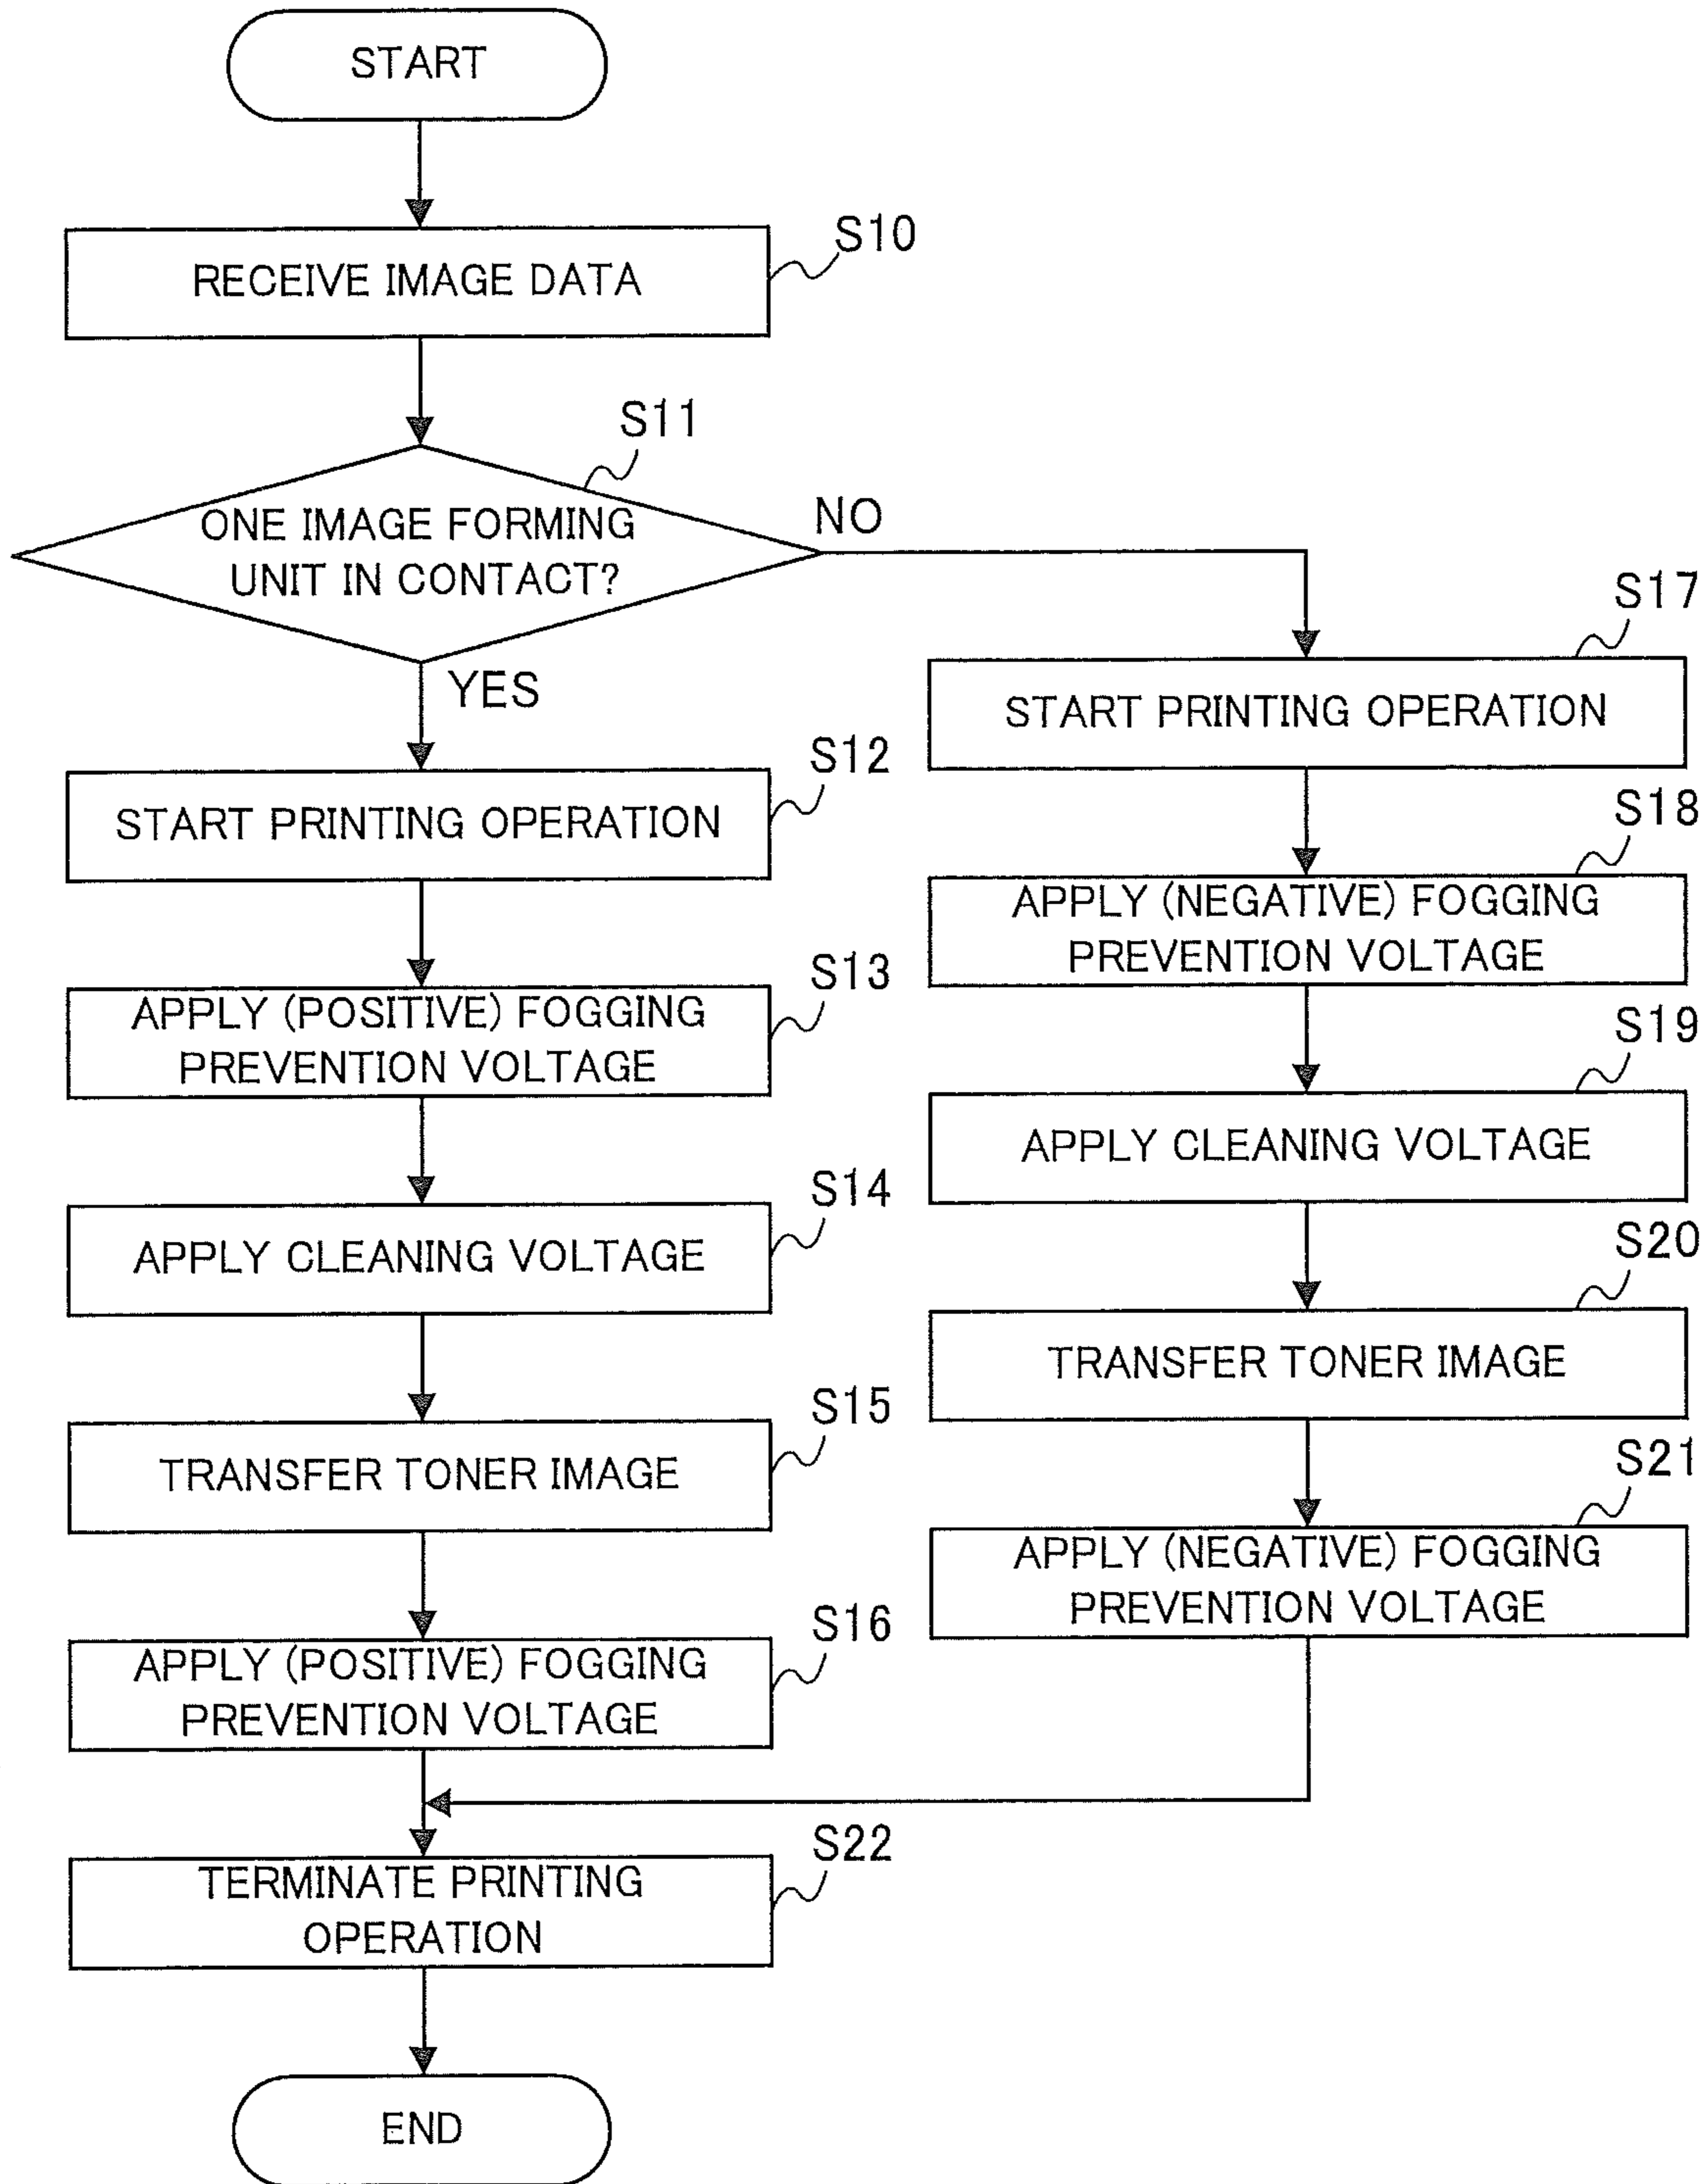 START
S10
RECEIVE IMAGE DATA
S11
ONE IMAGE FORMING
UNIT IN CONTACT?
NO
YES
S12
START PRINTING OPERATION
S13
APPLY (POSITIVE) FOGGING
PREVENTION VOLTAGE
S14
APPLY CLEANING VOLTAGE
S15
TRANSFER TONER IMAGE
S16
APPLY (POSITIVE) FOGGING
PREVENTION VOLTAGE
S17
START PRINTING OPERATION
S18
APPLY (NEGATIVE) FOGGING
PREVENTION VOLTAGE
S19
APPLY CLEANING VOLTAGE
S20
TRANSFER TONER IMAGE
S21
APPLY (NEGATIVE) FOGGING
PREVENTION VOLTAGE
S22
TERMINATE PRINTING
OPERATION
END